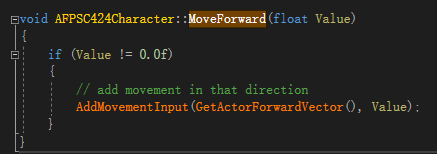 void AFPSC424Character::MoveForward(float Value)
{
if (Value != 0.0f)
{
// add movement in that direction
AddMovementInput(GetActorForwardVector(), Value);
}
}